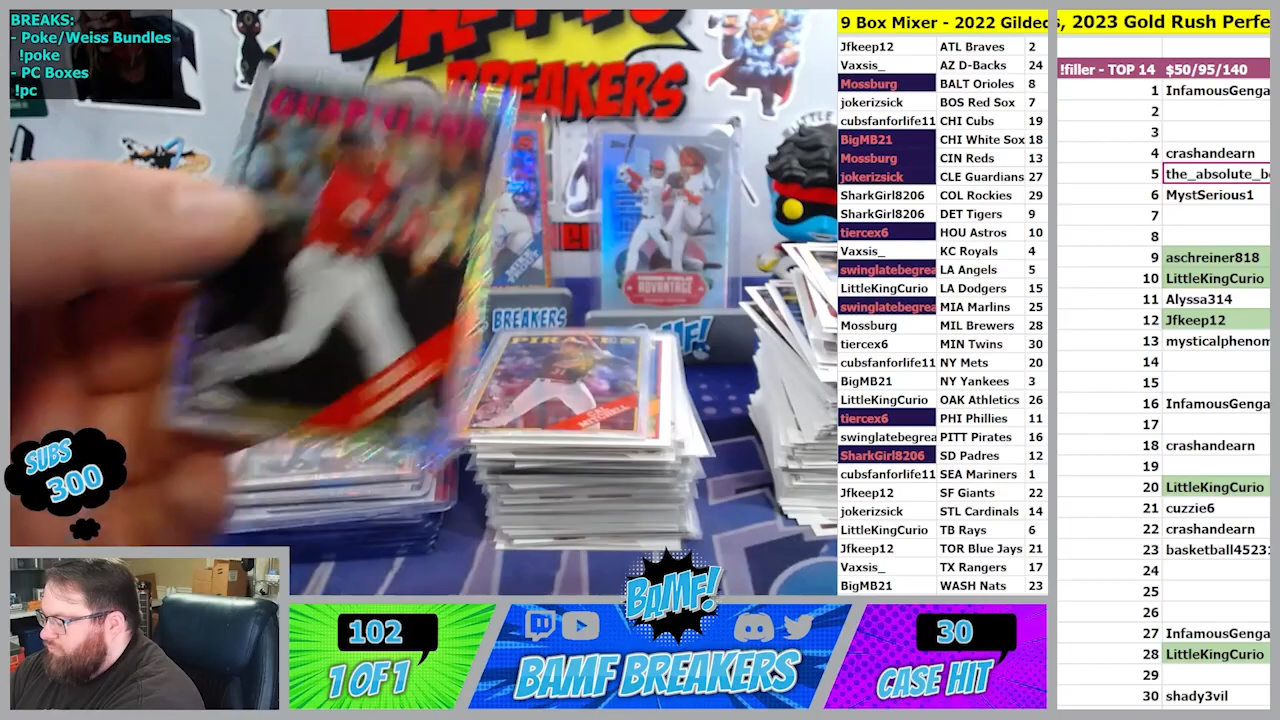 BREAKS:
- Poke/Weiss Bundles
!poke
- PC Boxes
!pc
BREAKERS
BREAKERS
BAMF!
ADVANTAGE
PIRATES
SUBS
300
9 Box Mixer - 2022 Gilded
Jfkeep12 ATL Braves 2
Vaxsis_ AZ D-Backs 24
Mossburg BALT Orioles 8
jokerizsick BOS Red Sox 7
cubsfanforlife11 CHI Cubs 19
BigMB21 CHI White Sox 18
Mossburg CIN Reds 13
jokerizsick CLE Guardians 27
SharkGirl8206 COL Rockies 29
SharkGirl8206 DET Tigers 9
tiercex6 HOU Astros 10
Vaxsis_ KC Royals 4
swinglatebegrea LA Angels 5
LittleKingCurio LA Dodgers 15
swinglatebegrea MIA Marlins 25
Mossburg MIL Brewers 28
tiercex6 MIN Twins 30
cubsfanforlife11 NY Mets 20
BigMB21 NY Yankees 3
LittleKingCurio OAK Athletics 26
tiercex6 PHI Phillies 11
swinglatebegrea PITT Pirates 16
SharkGirl8206 SD Padres 12
cubsfanforlife11 SEA Mariners 1
Jfkeep12 SF Giants 22
jokerizsick STL Cardinals 14
LittleKingCurio TB Rays 6
Jfkeep12 TOR Blue Jays 21
Vaxsis_ TX Rangers 17
BigMB21 WASH Nats 23
s, 2023 Gold Rush Perfe
!filler - TOP 14 $50/95/140
1 InfamousGenga
2
3
4 crashandearn
5 the_absolute_b
6 MystSerious1
7
8
9 aschreiner818
10 LittleKingCurio
11 Alyssa314
12 Jfkeep12
13 mysticalphenom
14
15
16 InfamousGenga
17
18 crashandearn
19
20 LittleKingCurio
21 cuzzie6
22 crashandearn
23 basketball4523
24
25
26
27 InfamousGenga
28 LittleKingCurio
29
30 shady3vil
102
1 OF 1
BAMF!
BAMF BREAKERS
30
CASE HIT